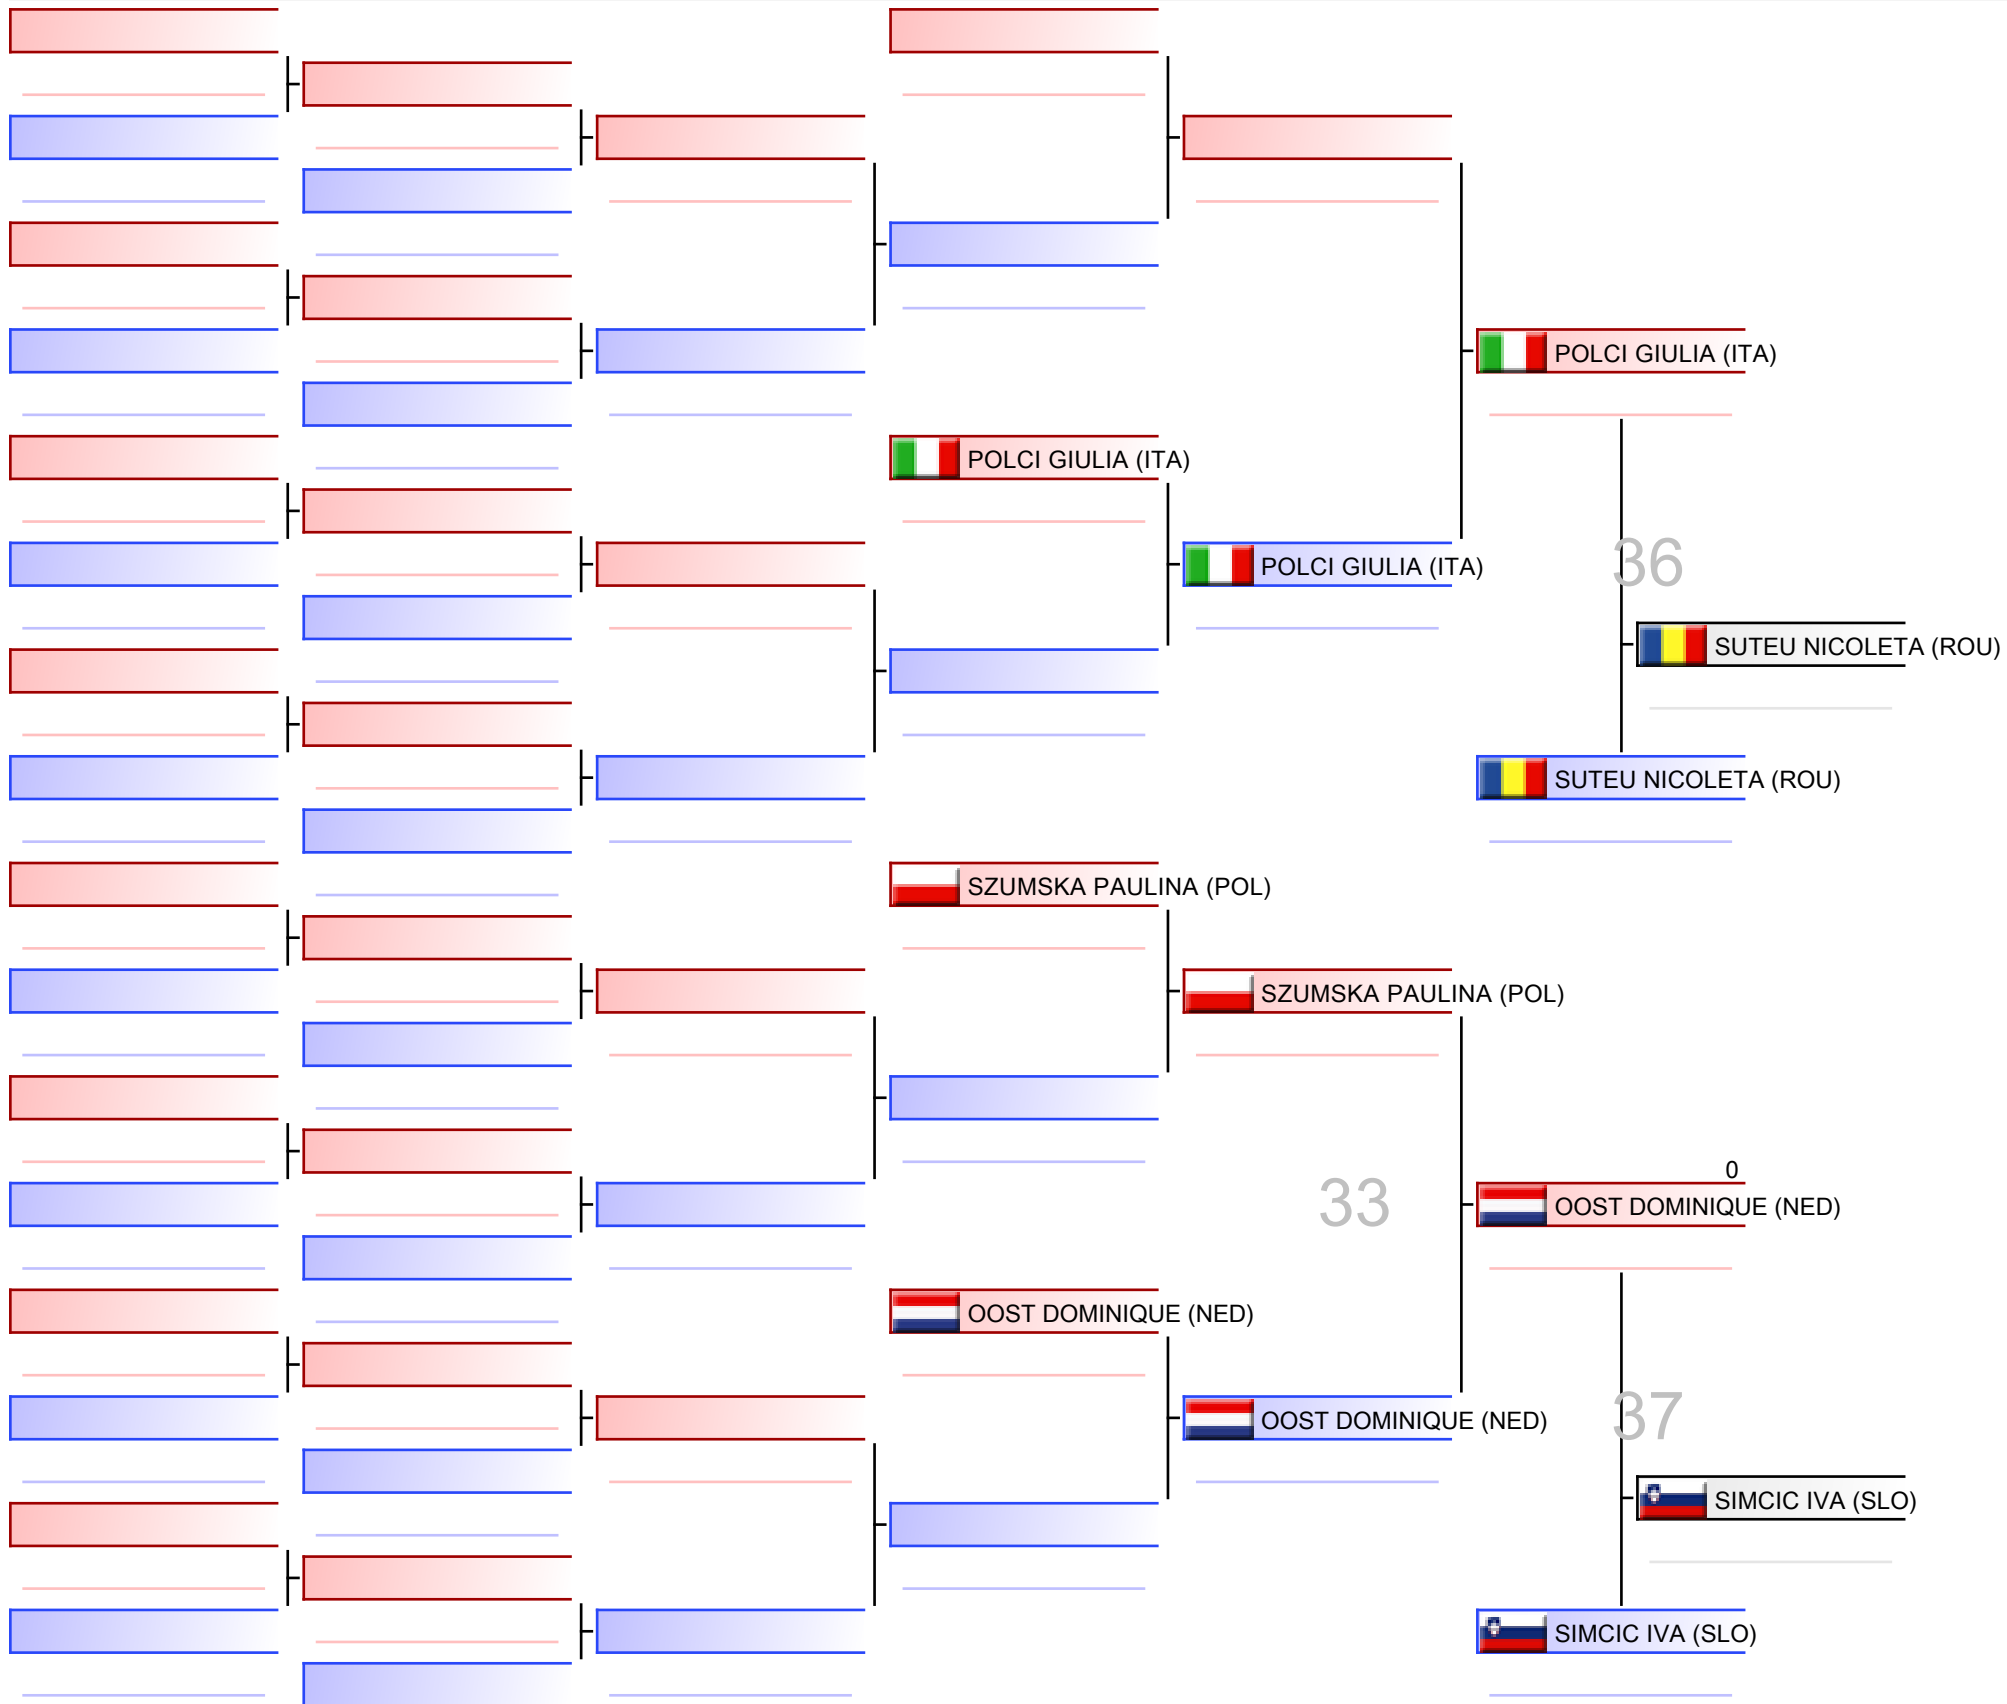 POLCI GIULIA (ITA)
POLCI GIULIA (ITA)
POLCI GIULIA (ITA)
36
SUTEU NICOLETA (ROU)
SUTEU NICOLETA (ROU)
SZUMSKA PAULINA (POL)
SZUMSKA PAULINA (POL)
0
33
OOST DOMINIQUE (NED)
OOST DOMINIQUE (NED)
OOST DOMINIQUE (NED)
37
SIMCIC IVA (SLO)
SIMCIC IVA (SLO)